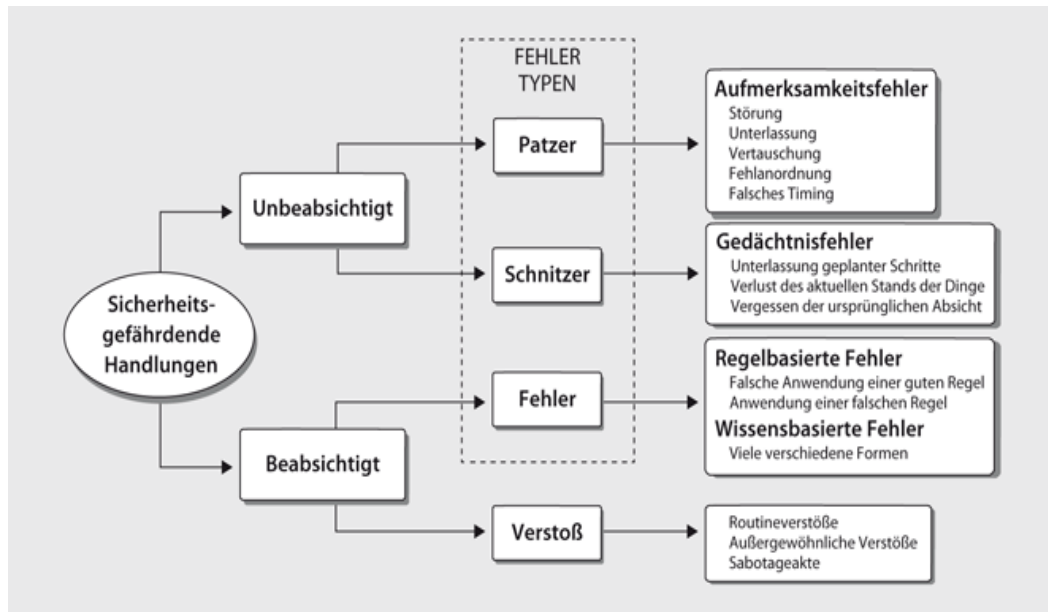 FEHLER
TYPEN
Aufmerksamkeitsfehler
Störung
Unterlassung
Vertauschung
Fehlanordnung
Falsches Timing
Patzer
Unbeabsichtigt
Gedächtnisfehler
Unterlassung geplanter Schritte
Verlust des aktuellen Stands der Dinge
Vergessen der ursprünglichen Absicht
Schnitzer
Sicherheits-
gefährdende
Handlungen
Regelbasierte Fehler
Falsche Anwendung einer guten Regel
Anwendung einer falschen Regel
Wissensbasierte Fehler
Viele verschiedene Formen
Fehler
Beabsichtigt
Verstoß
Routineverstöße
Außergewöhnliche Verstöße
Sabotageakte